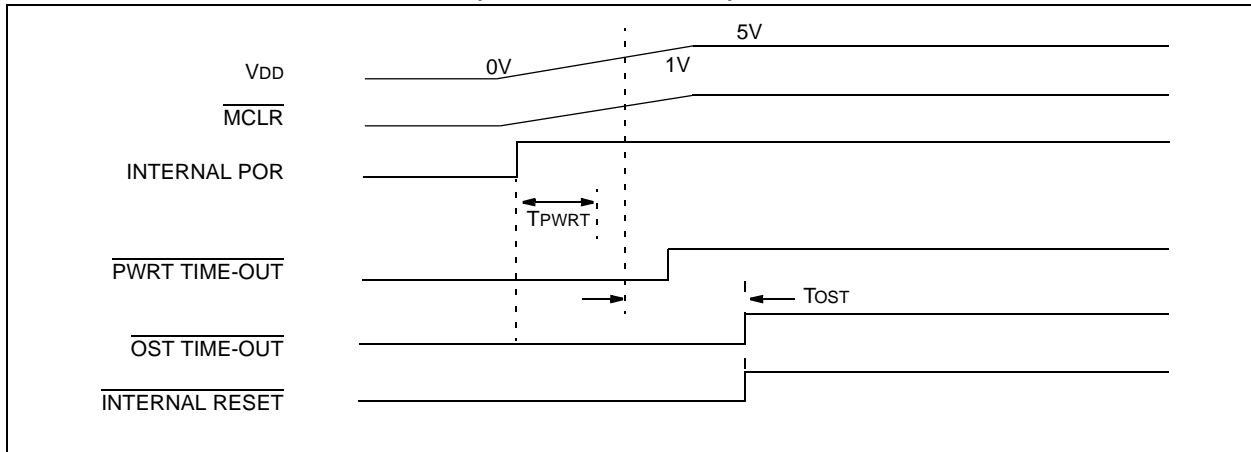 5V
VDD
0V
1V
MCLR
INTERNAL POR
TPWRT
PWRT TIME-OUT
TOST
OST TIME-OUT
INTERNAL RESET